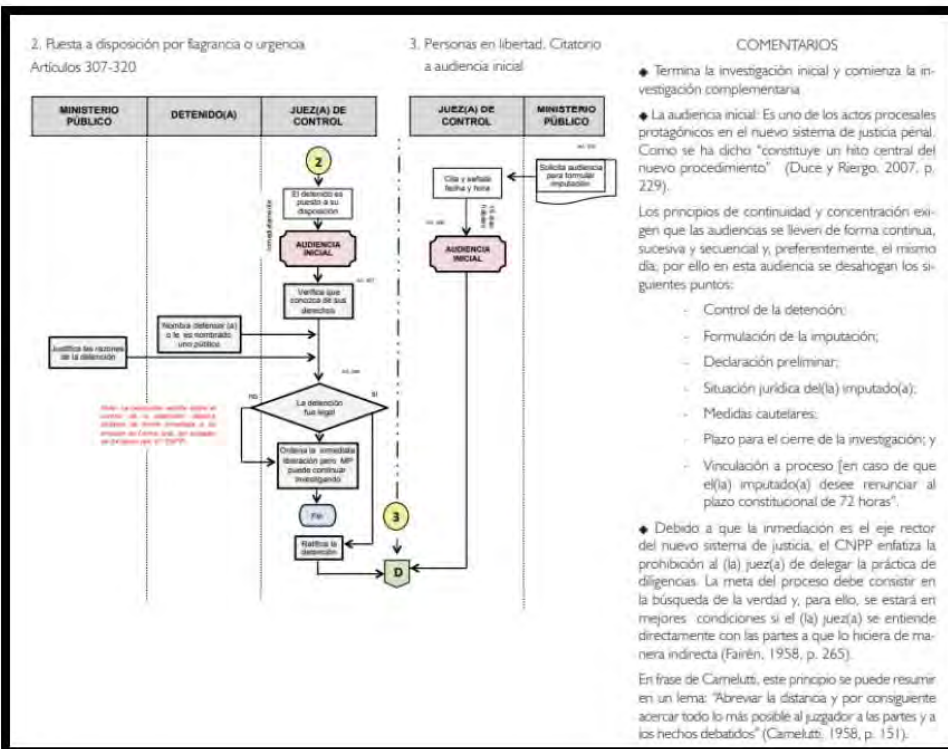 2. Puesta a disposición por flagrancia o urgencia
Artículos 307-320
3. Personas en libertad. Citatorio
a audiencia inicial
MINISTERIO
PÚBLICO
DETENIDO(A)
JUEZ(A) DE
CONTROL
2
El detenido es
puesto a su
disposición
inmediatamente
AUDIENCIA
INICIAL
Verifica que
conozca de sus
derechos
Nombra defensor (a)
o le es nombrado
uno público
Justifica las razones
de la detención
no
si
La detención
fue legal
Ordena la inmediata
liberación pero MP
puede continuar
investigando
Fin
Ratifica la
detención
JUEZ(A) DE
CONTROL
MINISTERIO
PÚBLICO
Solicita audiencia
para formular
imputación
Cita y señala
fecha y hora
AUDIENCIA
INICIAL
3
D
COMENTARIOS
◆ Termina la investigación inicial y comienza la in-
vestigación complementaria
◆ La audiencia inicial: Es uno de los actos procesales
protagónicos en el nuevo sistema de justicia penal.
Como se ha dicho "constituye un hito central del
nuevo procedimiento" (Duce y Riergo, 2007, p.
229).
Los principios de continuidad y concentración exi-
gen que las audiencias se lleven de forma continua,
sucesiva y secuencial y, preferentemente, el mismo
día; por ello en esta audiencia se desahogan los si-
guientes puntos:
- Control de la detención;
- Formulación de la imputación;
- Declaración preliminar;
- Situación jurídica del(la) imputado(a);
- Medidas cautelares;
- Plazo para el cierre de la investigación; y
- Vinculación a proceso [en caso de que
el(la) imputado(a) desee renunciar al
plazo constitucional de 72 horas".
◆ Debido a que la inmediación es el eje rector
del nuevo sistema de justicia, el CNPP enfatiza la
prohibición al (la) juez(a) de delegar la práctica de
diligencias. La meta del proceso debe consistir en
la búsqueda de la verdad y, para ello, se estará en
mejores condiciones si el (la) juez(a) se entiende
directamente con las partes a que lo hiciera de ma-
nera indirecta (Fairén, 1958, p. 265).
En frase de Carnelutti, este principio se puede resumir
en un lema: "Abreviar la distancia y por consiguiente
acercar todo lo más posible al juzgador a las partes y a
los hechos debatidos" (Carnelutti, 1958, p. 151).